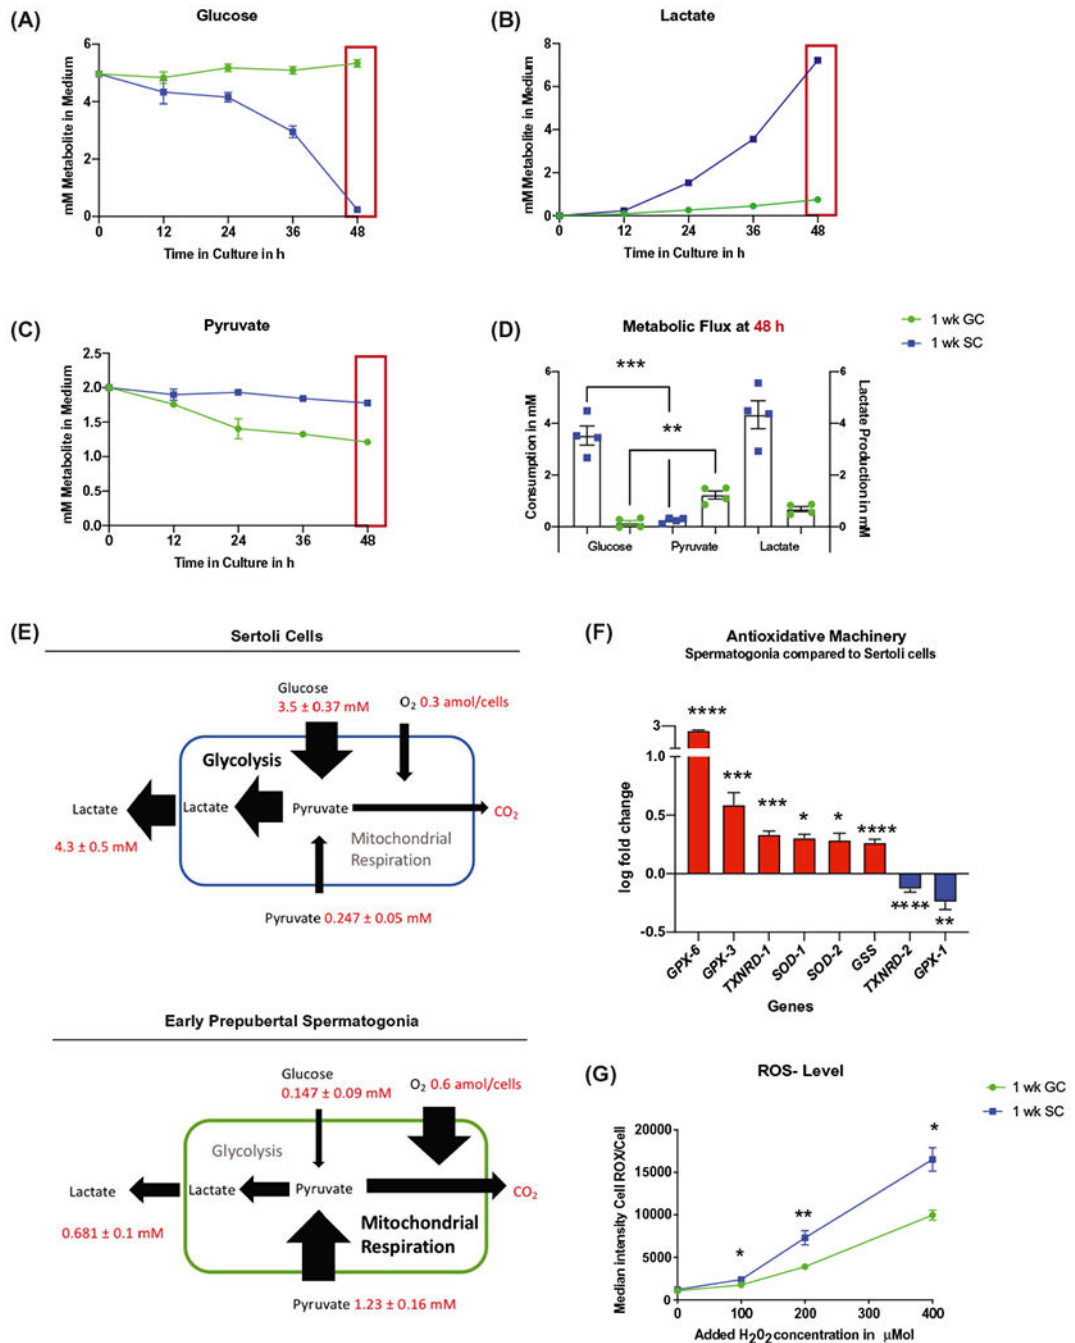 (A)
Glucose
mM Metabolite in Medium
6
4
2
0
0 12 24 36 48
Time in Culture in h
(B)
Lactate
mM Metabolite in Medium
8
6
4
2
0
0 12 24 36 48
Time in Culture in h
(C)
Pyruvate
mM Metabolite in Medium
2.5
2.0
1.5
1.0
0.5
0.0
0 12 24 36 48
Time in Culture in h
(D)
Metabolic Flux at 48 h
1 wk GC
1 wk SC
Consumption in mM
6
4
2
0
***
**
6
4
2
0
Lactate Production in mM
Glucose Pyruvate Lactate
(E)
Sertoli Cells
Glucose
3.5 ± 0.37 mM
O2 0.3 amol/cells
Glycolysis
Lactate
Lactate
Pyruvate
CO2
4.3 ± 0.5 mM
Mitochondrial
Respiration
Pyruvate 0.247 ± 0.05 mM
Early Prepubertal Spermatogonia
Glucose
0.147 ± 0.09 mM
O2 0.6 amol/cells
Glycolysis
Lactate
Lactate
Pyruvate
CO2
0.681 ± 0.1 mM
Mitochondrial
Respiration
Pyruvate 1.23 ± 0.16 mM
(F)
Antioxidative Machinery
Spermatogonia compared to Sertoli cells
log fold change
3
1.0
0.5
0.0
-0.5
****
***
***
*
*
****
****
**
GPX-6
GPX-3
TXNRD-1
SOD-1
SOD-2
GSS
TXNRD-2
GPX-1
Genes
(G)
ROS- Level
1 wk GC
1 wk SC
Median intensity Cell ROX/Cell
20000
15000
10000
5000
0
*
**
*
0 100 200 300 400
Added H2O2 concentration in µMol